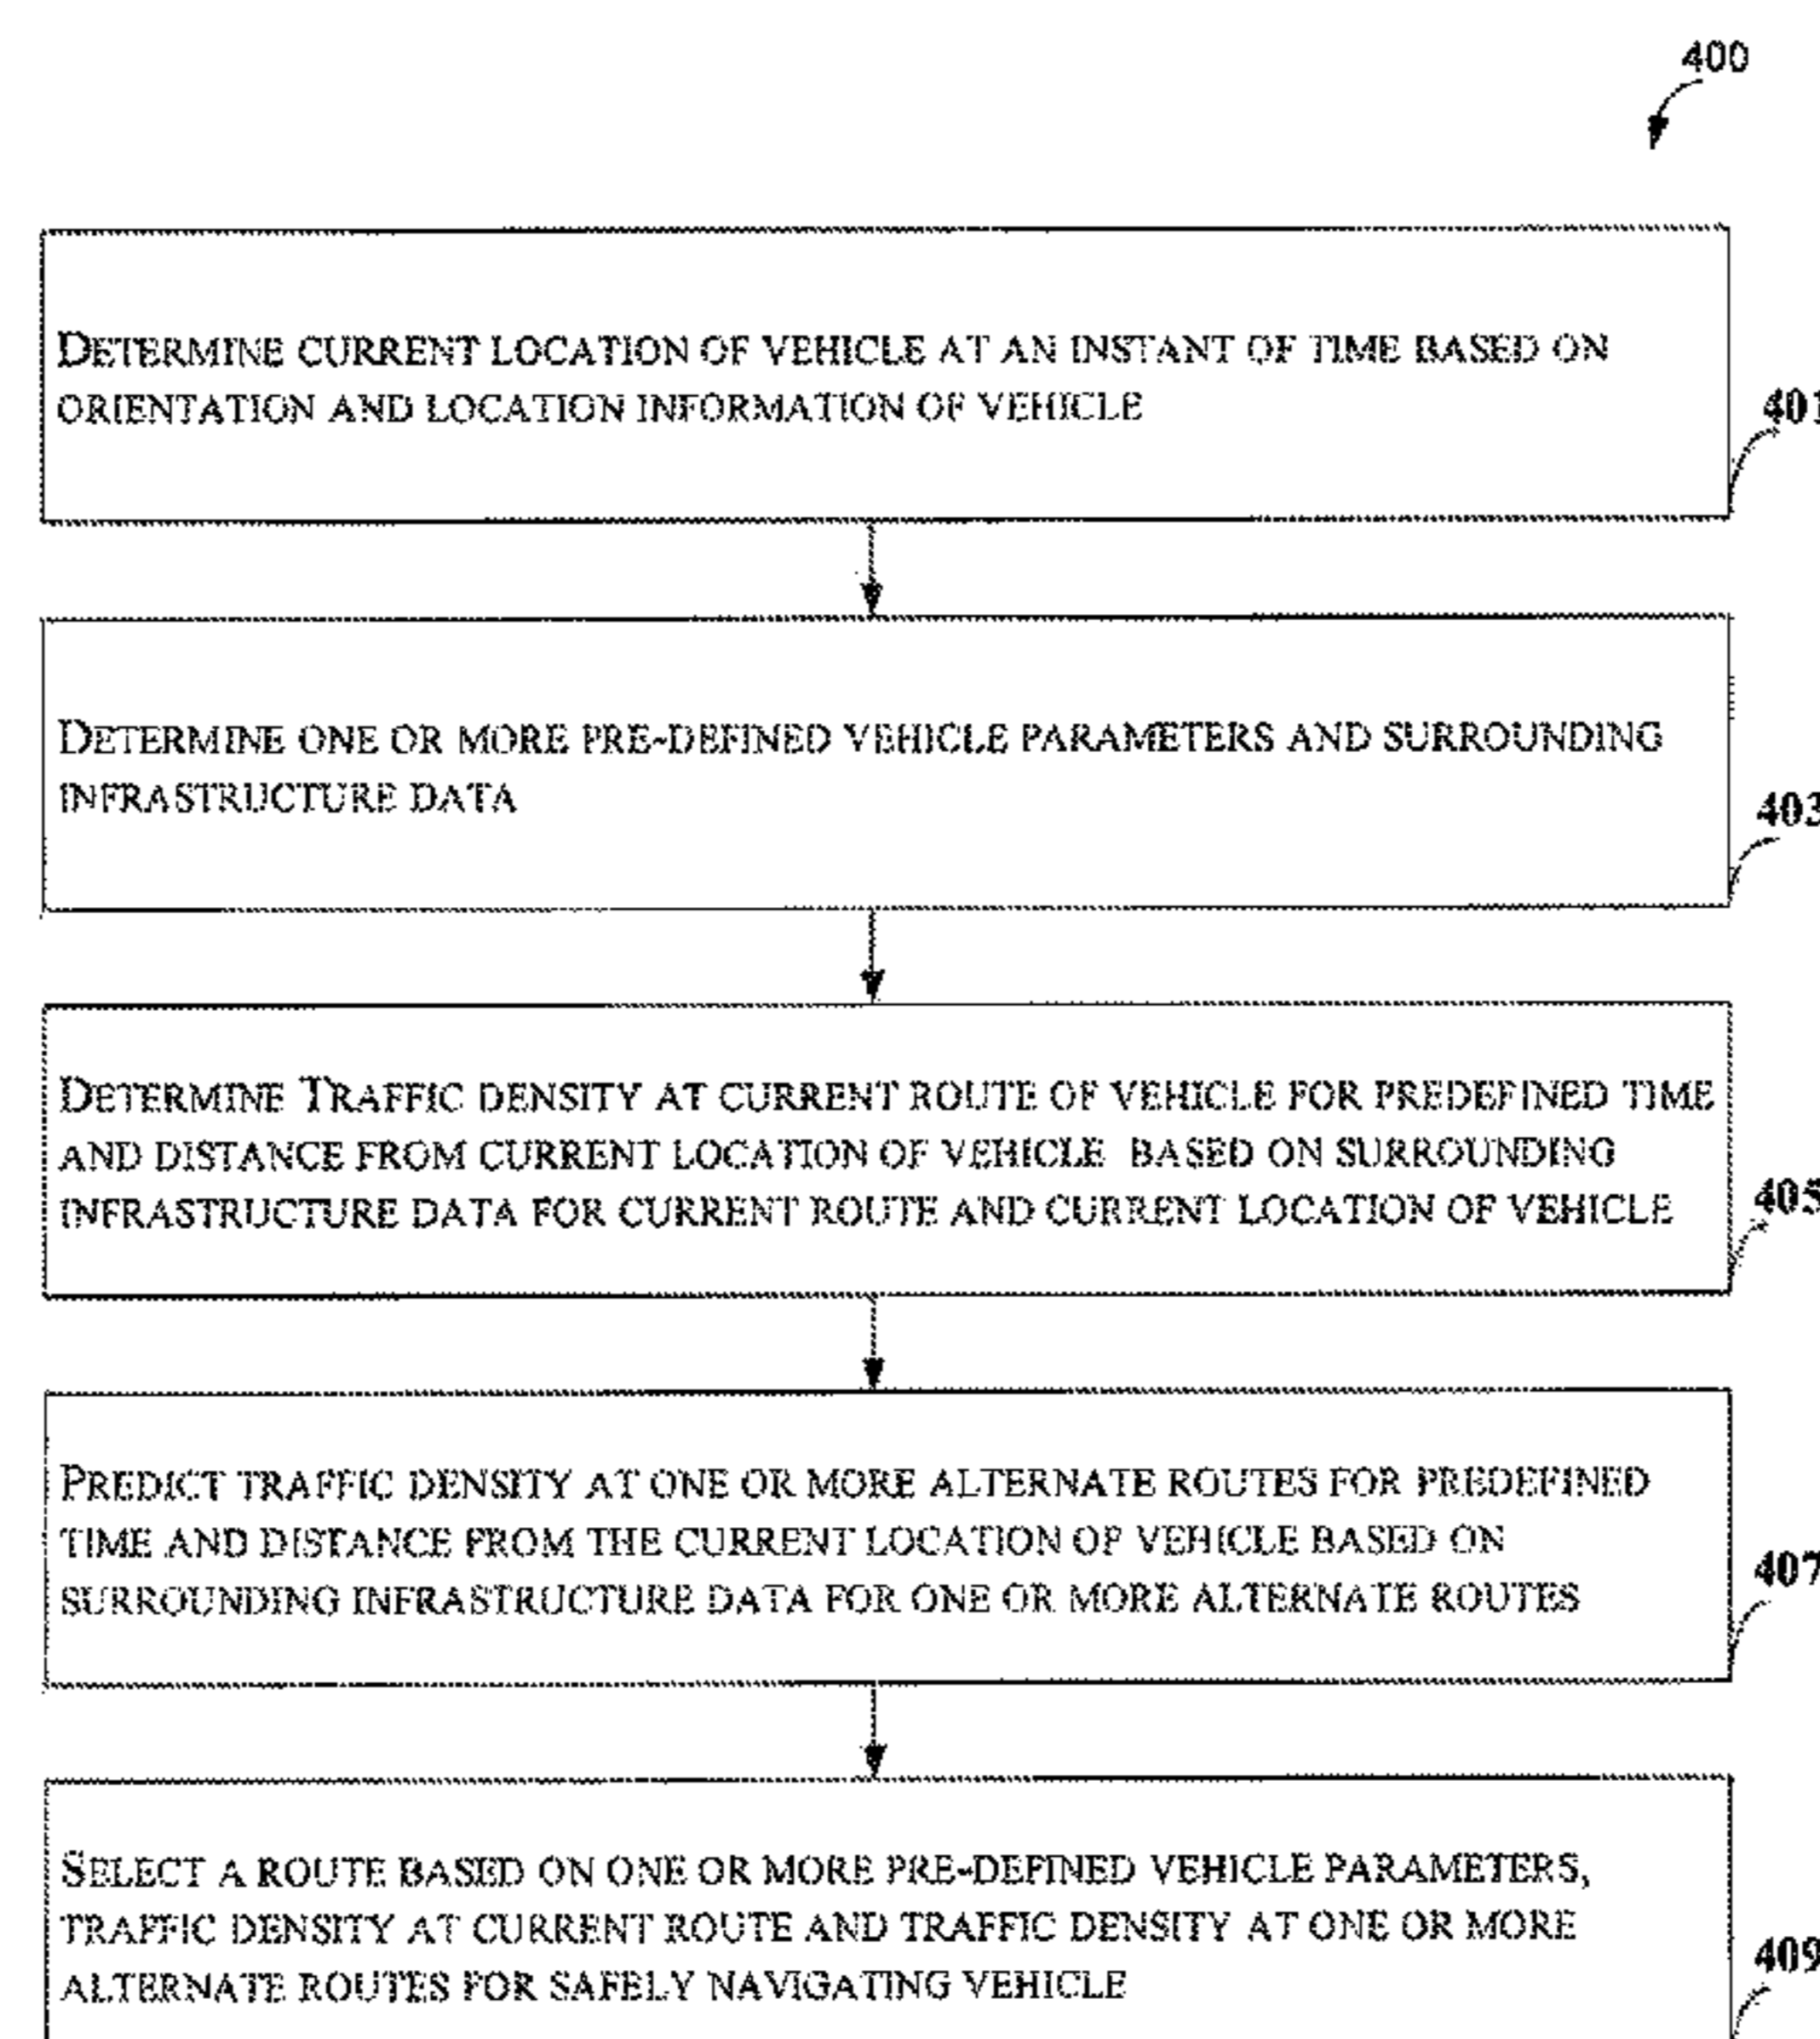 400
DETERMINE CURRENT LOCATION OF VEHICLE AT AN INSTANT OF TIME BASED ON
ORIENTATION AND LOCATION INFORMATION OF VEHICLE
401
DETERMINE ONE OR MORE PRE-DEFINED VEHICLE PARAMETERS AND SURROUNDING
INFRASTRUCTURE DATA
403
DETERMINE TRAFFIC DENSITY AT CURRENT ROUTE OF VEHICLE FOR PREDEFINED TIME
AND DISTANCE FROM CURRENT LOCATION OF VEHICLE BASED ON SURROUNDING
INFRASTRUCTURE DATA FOR CURRENT ROUTE AND CURRENT LOCATION OF VEHICLE
405
PREDICT TRAFFIC DENSITY AT ONE OR MORE ALTERNATE ROUTES FOR PREDEFINED
TIME AND DISTANCE FROM THE CURRENT LOCATION OF VEHICLE BASED ON
SURROUNDING INFRASTRUCTURE DATA FOR ONE OR MORE ALTERNATE ROUTES
407
SELECT A ROUTE BASED ON ONE OR MORE PRE-DEFINED VEHICLE PARAMETERS,
TRAFFIC DENSITY AT CURRENT ROUTE AND TRAFFIC DENSITY AT ONE OR MORE
ALTERNATE ROUTES FOR SAFELY NAVIGATING VEHICLE
409